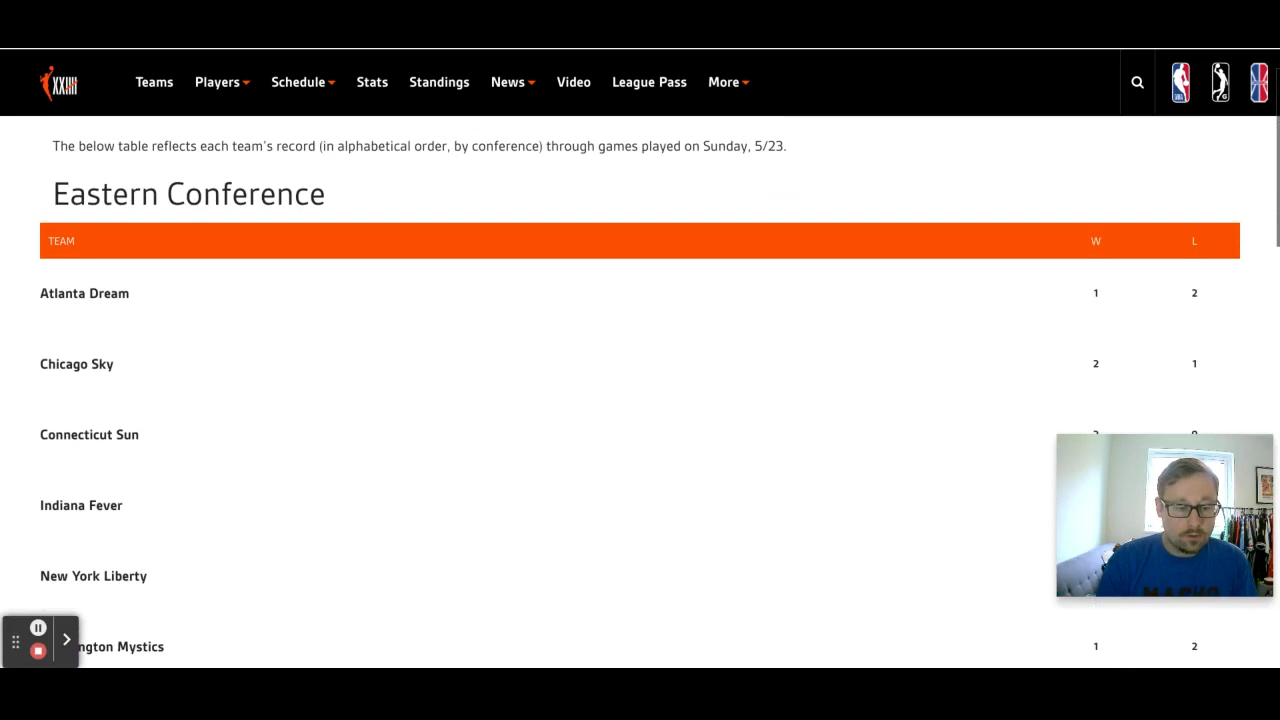 XXIIII
Teams Players Schedule Stats Standings News Video League Pass More
The below table reflects each team's record (in alphabetical order, by conference) through games played on Sunday, 5/23.
Eastern Conference
TEAM W L
Atlanta Dream 1 2
Chicago Sky 2 1
Connecticut Sun
Indiana Fever
New York Liberty
ngton Mystics 1 2